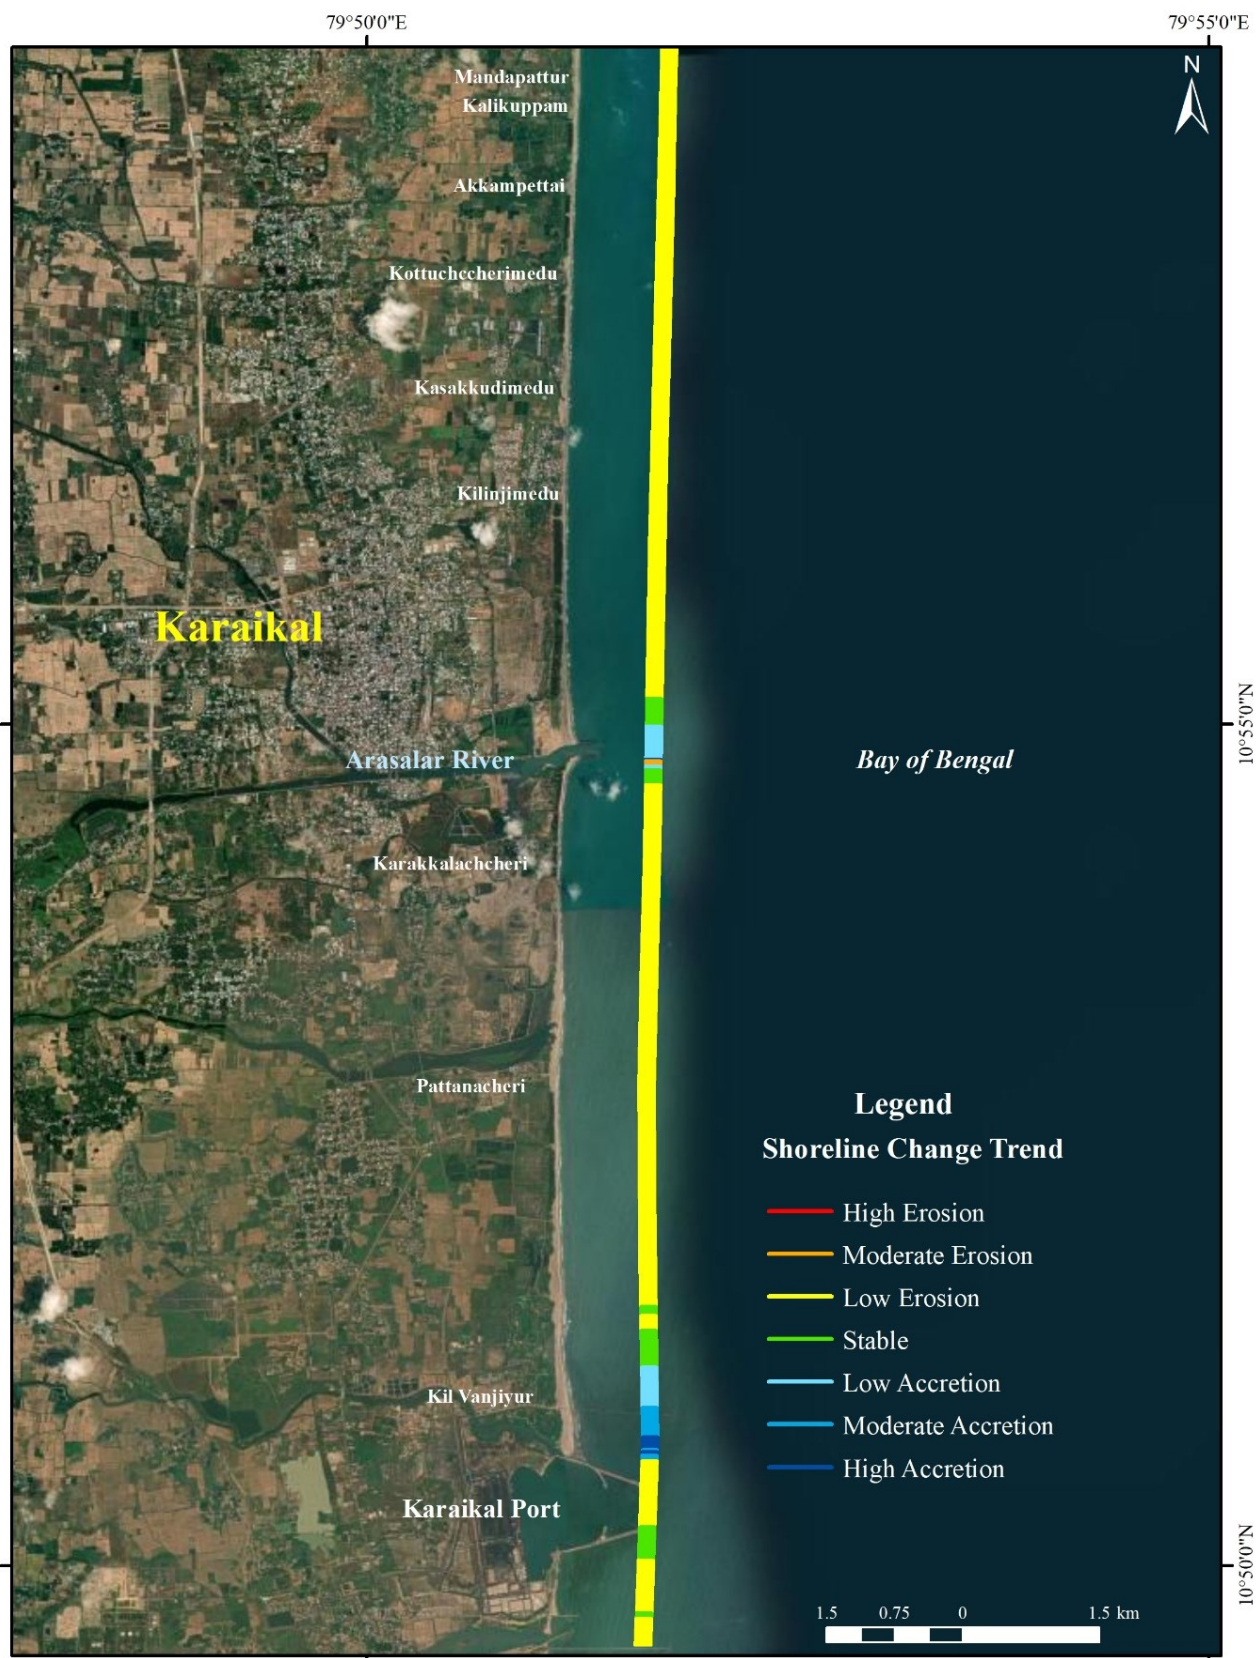 79°50'0"E
79°55'0"E
N
Mandapattur
Kalikuppam
Akkampettai
Kottuchccherimedu
Kasakkudimedu
Kilinjimedu
Karaikal
10°55'0"N
Arasalar River
Bay of Bengal
Karakkalachcheri
Pattanacheri
Legend
Shoreline Change Trend
High Erosion
Moderate Erosion
Low Erosion
Stable
Low Accretion
Moderate Accretion
High Accretion
Kil Vanjiyur
Karaikal Port
10°50'0"N
1.5 0.75 0 1.5 km